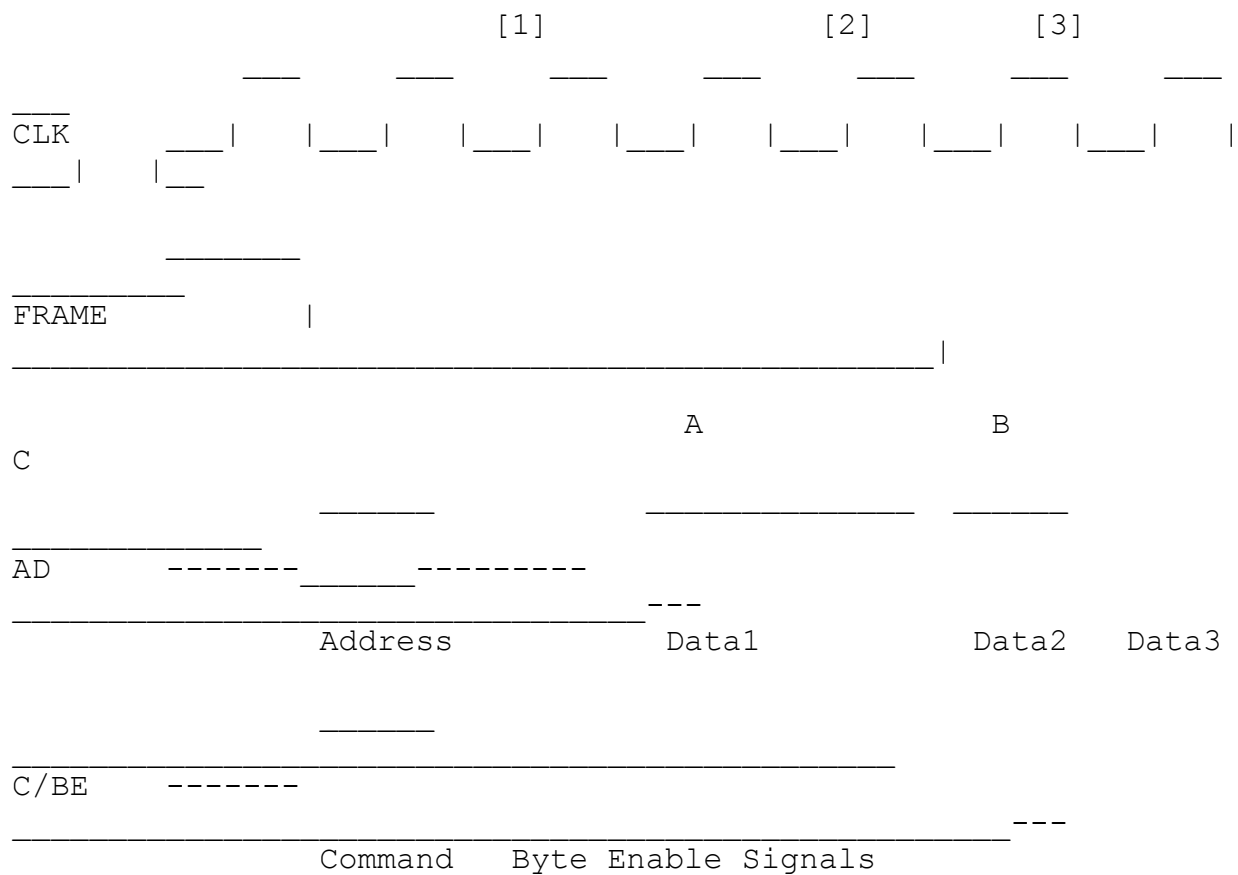 [1] [2] [3]
CLK
FRAME
A B
C
AD
Address Data1 Data2 Data3
C/BE
Command Byte Enable Signals